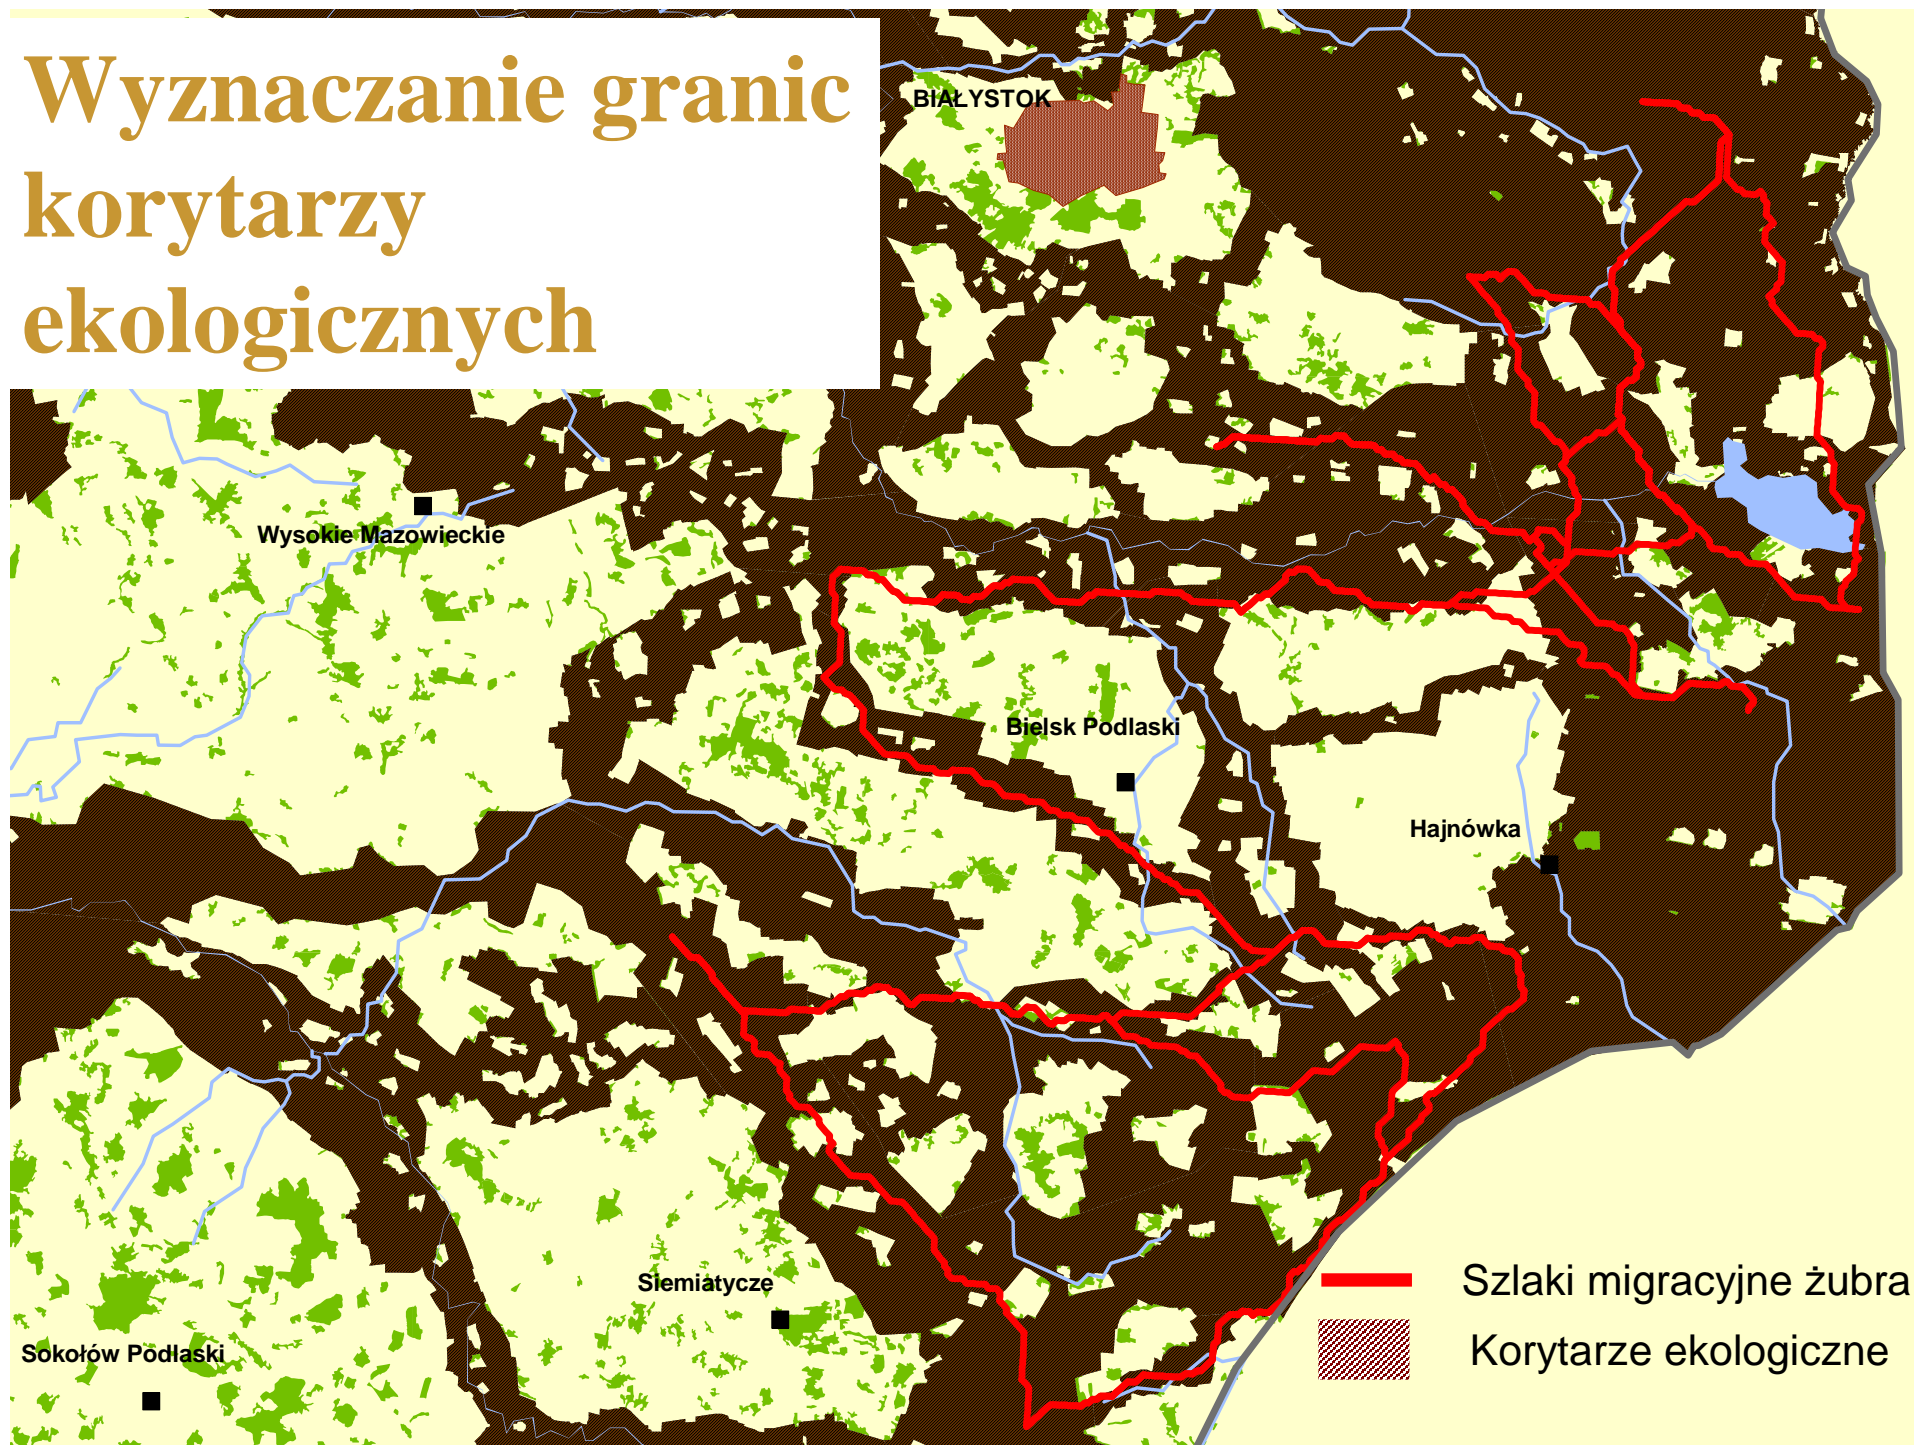 Wyznaczanie granic
korytarzy
ekologicznych
BIAŁYSTOK
Wysokie Mazowieckie
Bielsk Podlaski
Hajnówka
Siemiatycze
Sokołów Podlaski
Szlaki migracyjne żubra
Korytarze ekologiczne